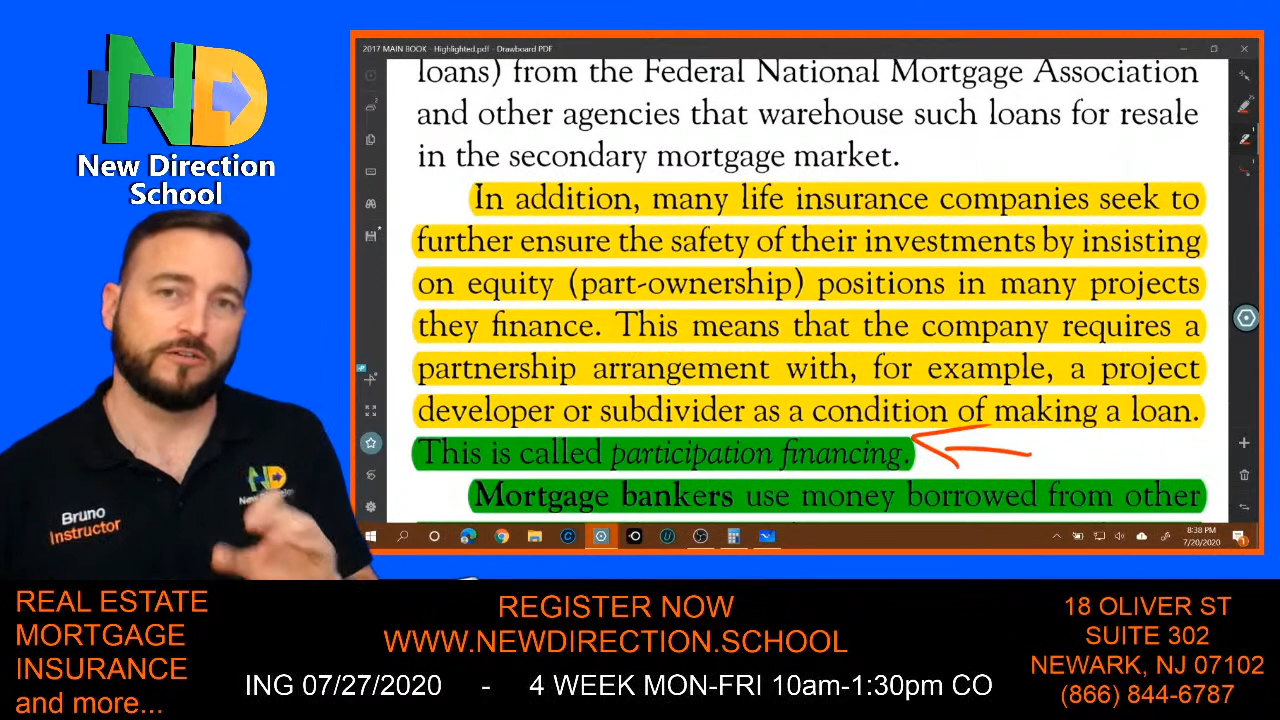 ND
New Direction
School
2017 MAIN BOOK - Highlighted.pdf - Drawboard PDF
loans) from the Federal National Mortgage Association
and other agencies that warehouse such loans for resale
in the secondary mortgage market.
In addition, many life insurance companies seek to
further ensure the safety of their investments by insisting
on equity (part-ownership) positions in many projects
they finance. This means that the company requires a
partnership arrangement with, for example, a project
developer or subdivider as a condition of making a loan.
This is called participation financing.
Mortgage bankers use money borrowed from other
8:38 PM
7/20/2020
Bruno
Instructor
ND
REAL ESTATE
MORTGAGE
INSURANCE
and more...
REGISTER NOW
WWW.NEWDIRECTION.SCHOOL
ING 07/27/2020 - 4 WEEK MON-FRI 10am-1:30pm CO
18 OLIVER ST
SUITE 302
NEWARK, NJ 07102
(866) 844-6787